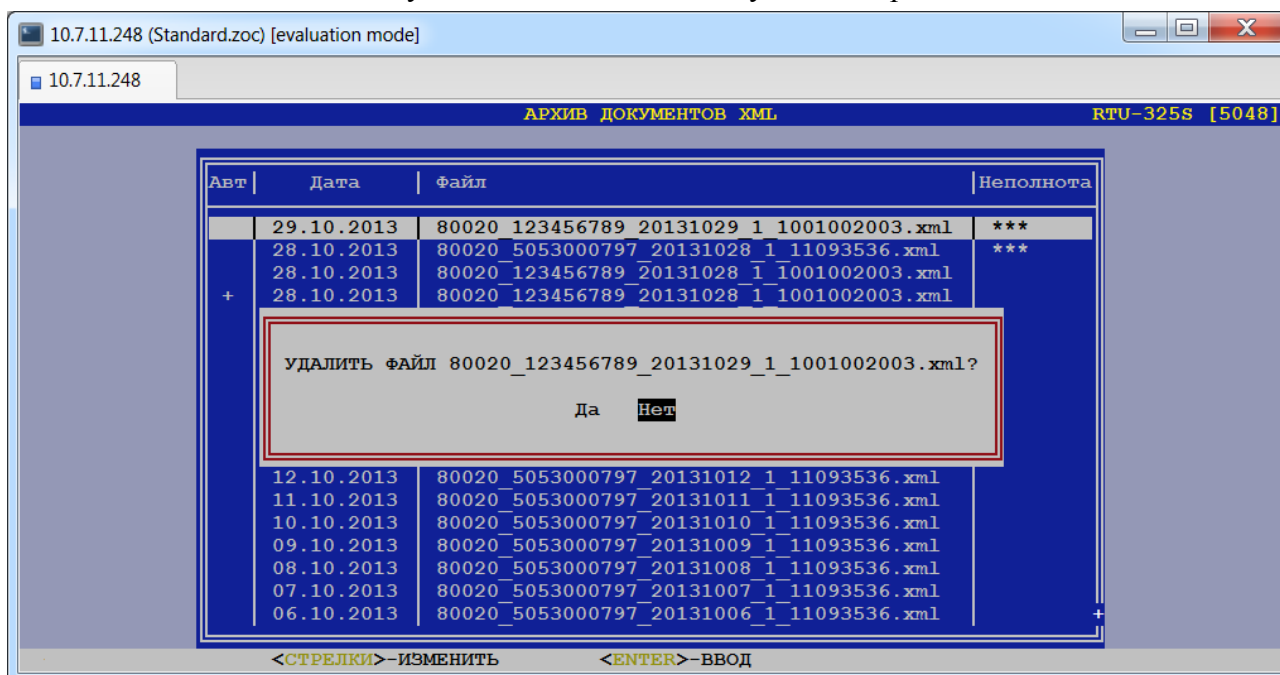 10.7.11.248 (Standard.zoc) [evaluation mode]
10.7.11.248
АРХИВ ДОКУМЕНТОВ XML RTU-325S [5048]
Авт Дата Файл Неполнота
29.10.2013 80020_123456789_20131029_1_1001002003.xml ***
28.10.2013 80020_5053000797_20131028_1_11093536.xml ***
28.10.2013 80020_123456789_20131028_1_1001002003.xml
+ 28.10.2013 80020_123456789_20131028_1_1001002003.xml
УДАЛИТЬ ФАЙЛ 80020_123456789_20131029_1_1001002003.xml?
Да Нет
12.10.2013 80020_5053000797_20131012_1_11093536.xml
11.10.2013 80020_5053000797_20131011_1_11093536.xml
10.10.2013 80020_5053000797_20131010_1_11093536.xml
09.10.2013 80020_5053000797_20131009_1_11093536.xml
08.10.2013 80020_5053000797_20131008_1_11093536.xml
07.10.2013 80020_5053000797_20131007_1_11093536.xml
06.10.2013 80020_5053000797_20131006_1_11093536.xml +
<СТРЕЛКИ>-ИЗМЕНИТЬ <ENTER>-ВВОД